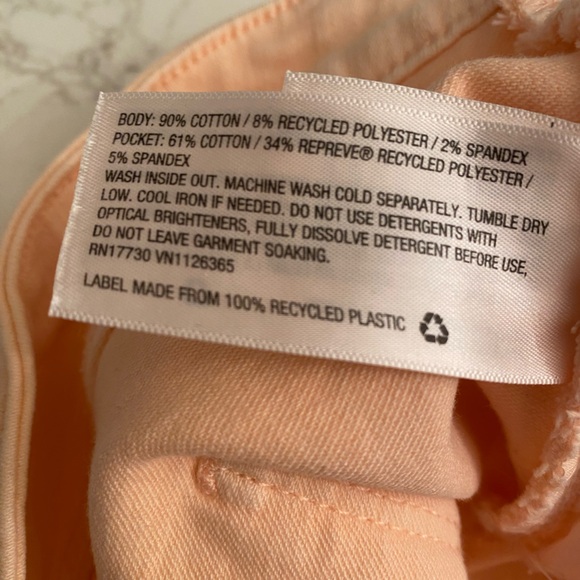 BODY: 90% COTTON / 8% RECYCLED POLYESTER / 2% SPANDEX
POCKET: 61% COTTON / 34% REPREVE® RECYCLED POLYESTER /
5% SPANDEX
WASH INSIDE OUT. MACHINE WASH COLD SEPARATELY. TUMBLE DRY
LOW. COOL IRON IF NEEDED. DO NOT USE DETERGENTS WITH
OPTICAL BRIGHTENERS, FULLY DISSOLVE DETERGENT BEFORE USE,
DO NOT LEAVE GARMENT SOAKING.
RN17730 VN1126365
LABEL MADE FROM 100% RECYCLED PLASTIC